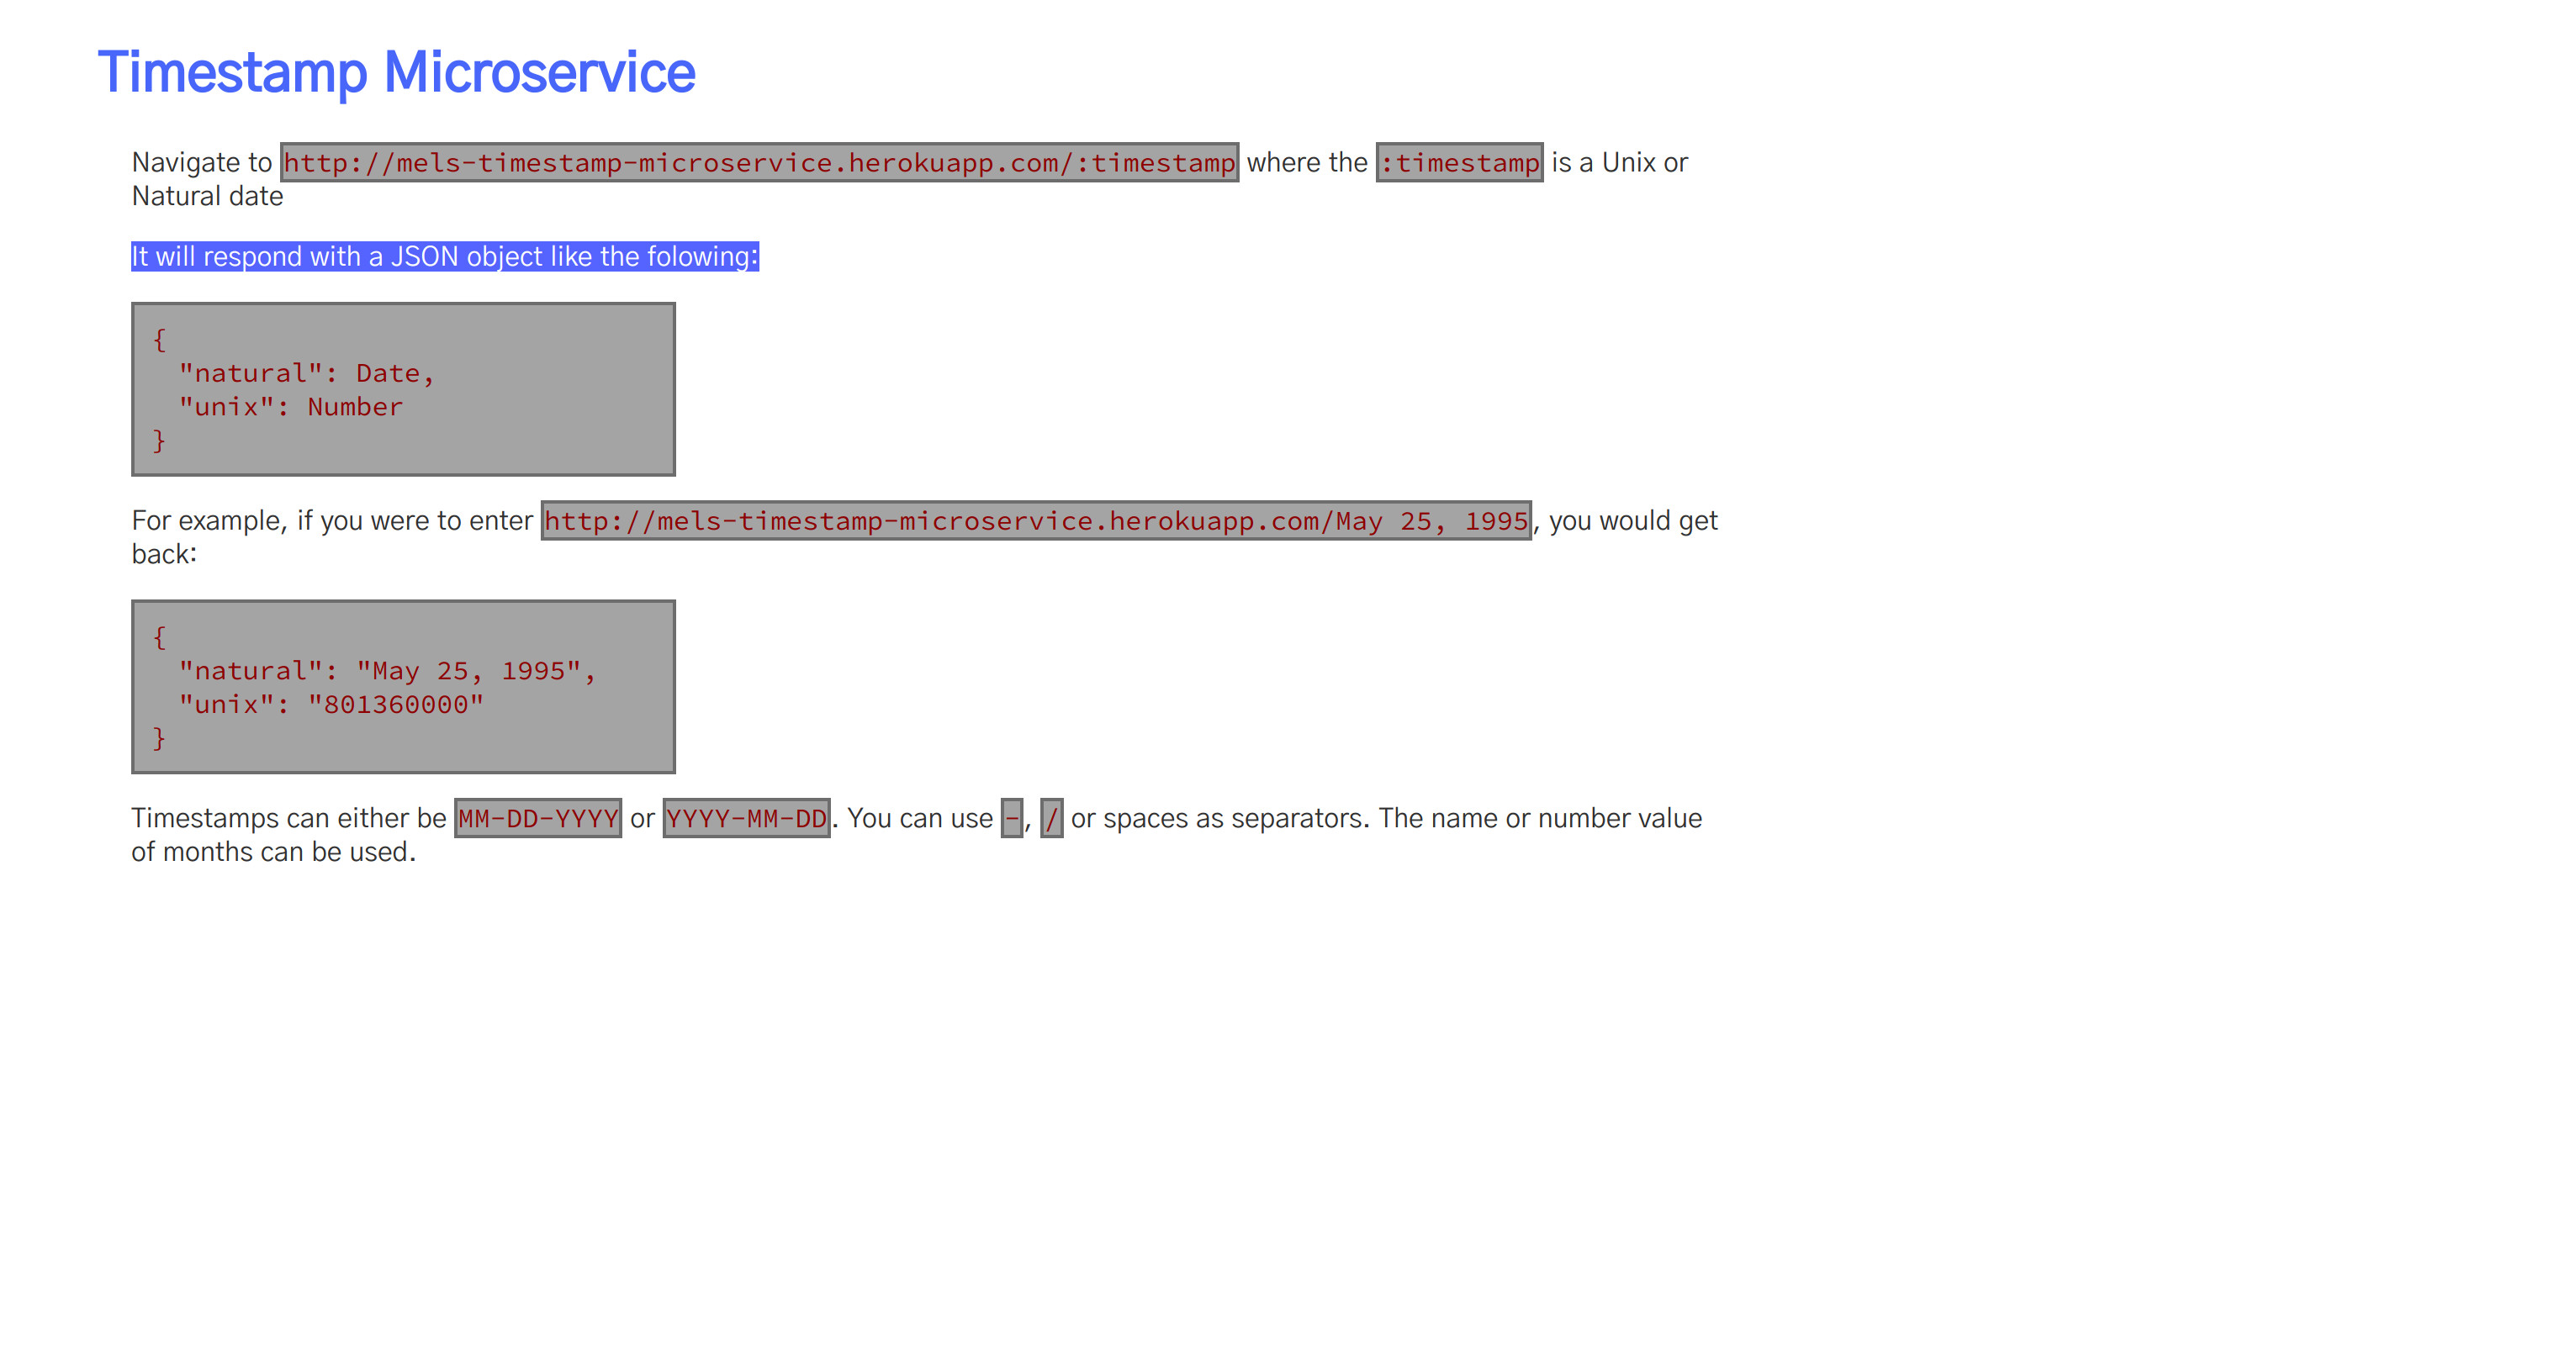 Timestamp Microservice
Navigate to http://mels-timestamp-microservice.herokuapp.com/:timestamp where the :timestamp is a Unix or
Natural date
It will respond with a JSON object like the folowing:
{
"natural": Date,
"unix": Number
}
For example, if you were to enter http://mels-timestamp-microservice.herokuapp.com/May 25, 1995, you would get
back:
{
"natural": "May 25, 1995",
"unix": "801360000"
}
Timestamps can either be MM-DD-YYYY or YYYY-MM-DD. You can use -, / or spaces as separators. The name or number value
of months can be used.